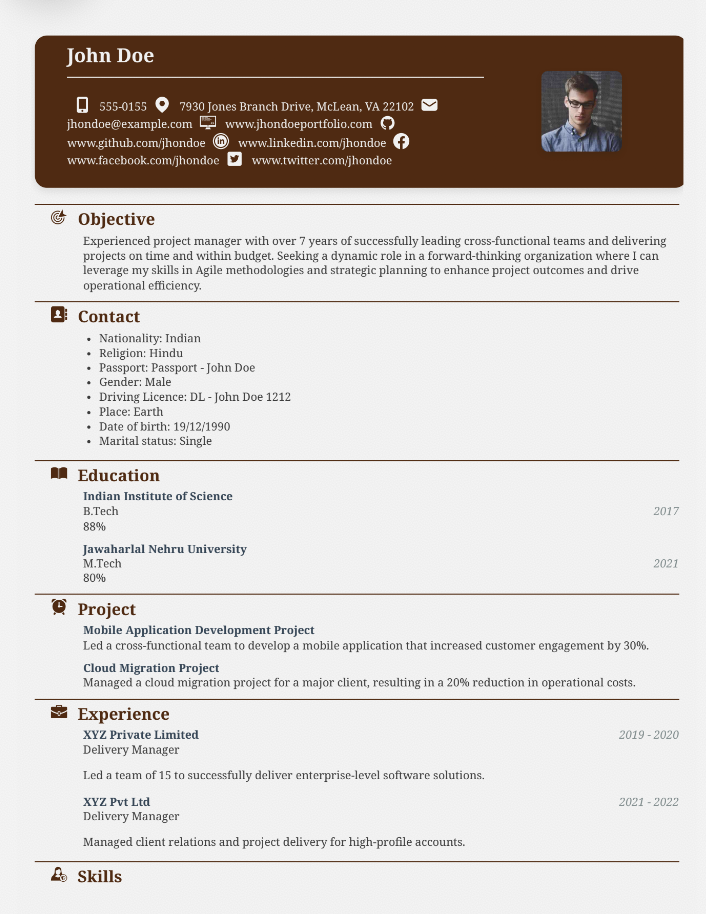 John Doe
555-0155 7930 Jones Branch Drive, McLean, VA 22102
jhondoe@example.com www.jhondoeportfolio.com
www.github.com/jhondoe www.linkedin.com/jhondoe
www.facebook.com/jhondoe www.twitter.com/jhondoe
Objective
Experienced project manager with over 7 years of successfully leading cross-functional teams and delivering
projects on time and within budget. Seeking a dynamic role in a forward-thinking organization where I can
leverage my skills in Agile methodologies and strategic planning to enhance project outcomes and drive
operational efficiency.
Contact
• Nationality: Indian
• Religion: Hindu
• Passport: Passport - John Doe
• Gender: Male
• Driving Licence: DL - John Doe 1212
• Place: Earth
• Date of birth: 19/12/1990
• Marital status: Single
Education
Indian Institute of Science
B.Tech 2017
88%
Jawaharlal Nehru University
M.Tech 2021
80%
Project
Mobile Application Development Project
Led a cross-functional team to develop a mobile application that increased customer engagement by 30%.
Cloud Migration Project
Managed a cloud migration project for a major client, resulting in a 20% reduction in operational costs.
Experience
XYZ Private Limited 2019 - 2020
Delivery Manager
Led a team of 15 to successfully deliver enterprise-level software solutions.
XYZ Pvt Ltd 2021 - 2022
Delivery Manager
Managed client relations and project delivery for high-profile accounts.
Skills